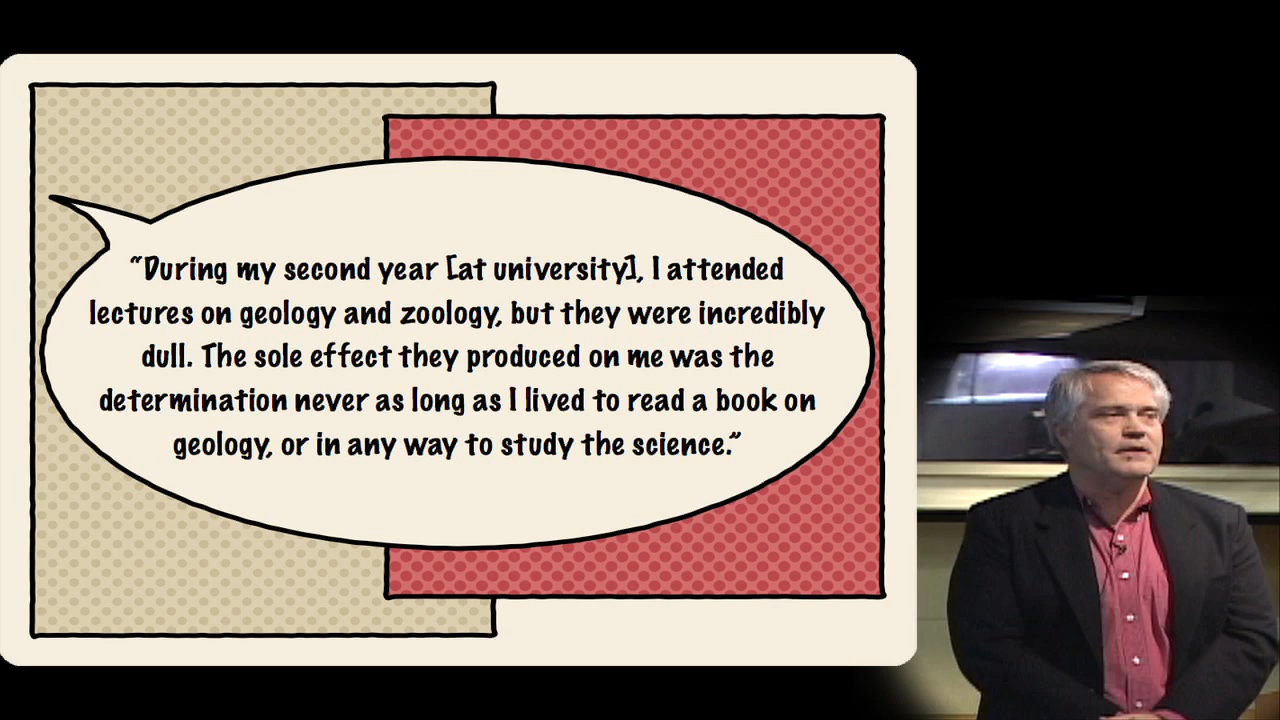 “During my second year [at university], I attended
lectures on geology and zoology, but they were incredibly
dull. The sole effect they produced on me was the
determination never as long as I lived to read a book on
geology, or in any way to study the science.”